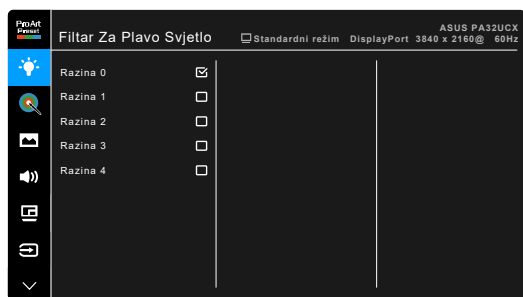 ProArt
Preset
Filtar Za Plavo Svjetlo
ASUS PA32UCX
Standardni režim DisplayPort 3840 x 2160@ 60Hz
Razina 0
Razina 1
Razina 2
Razina 3
Razina 4